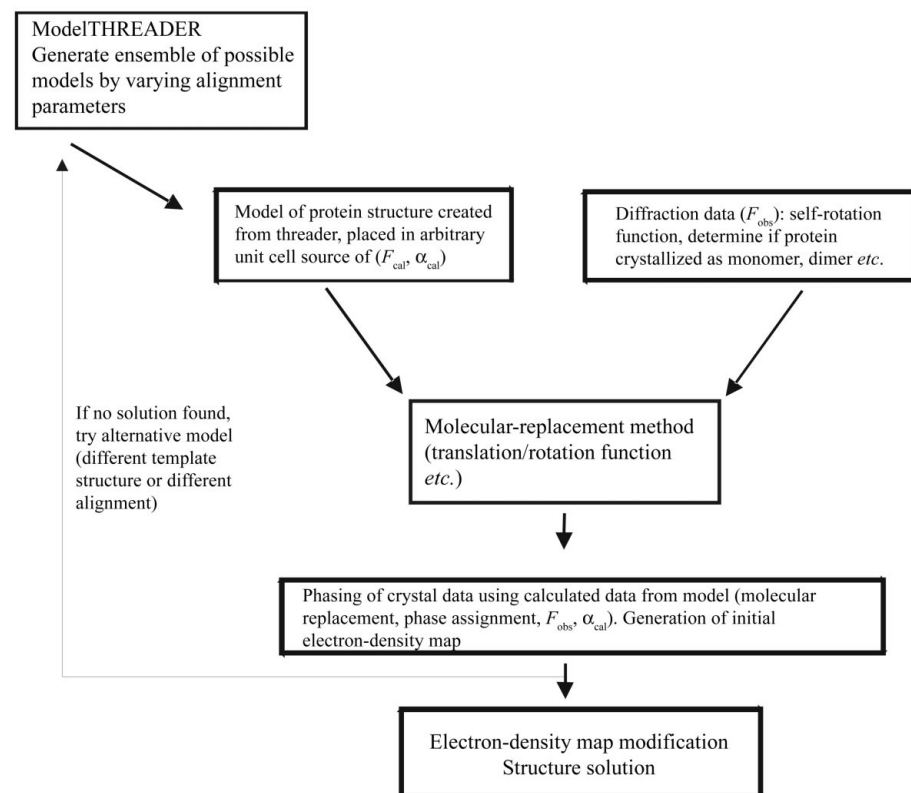 ModelTHREADER
Generate ensemble of possible
models by varying alignment
parameters
Model of protein structure created
from threader, placed in arbitrary
unit cell source of (Fcal, αcal)
Diffraction data (Fobs): self-rotation
function, determine if protein
crystallized as monomer, dimer etc.
If no solution found,
try alternative model
(different template
structure or different
alignment)
Molecular-replacement method
(translation/rotation function
etc.)
Phasing of crystal data using calculated data from model (molecular
replacement, phase assignment, Fobs, αcal). Generation of initial
electron-density map
Electron-density map modification
Structure solution